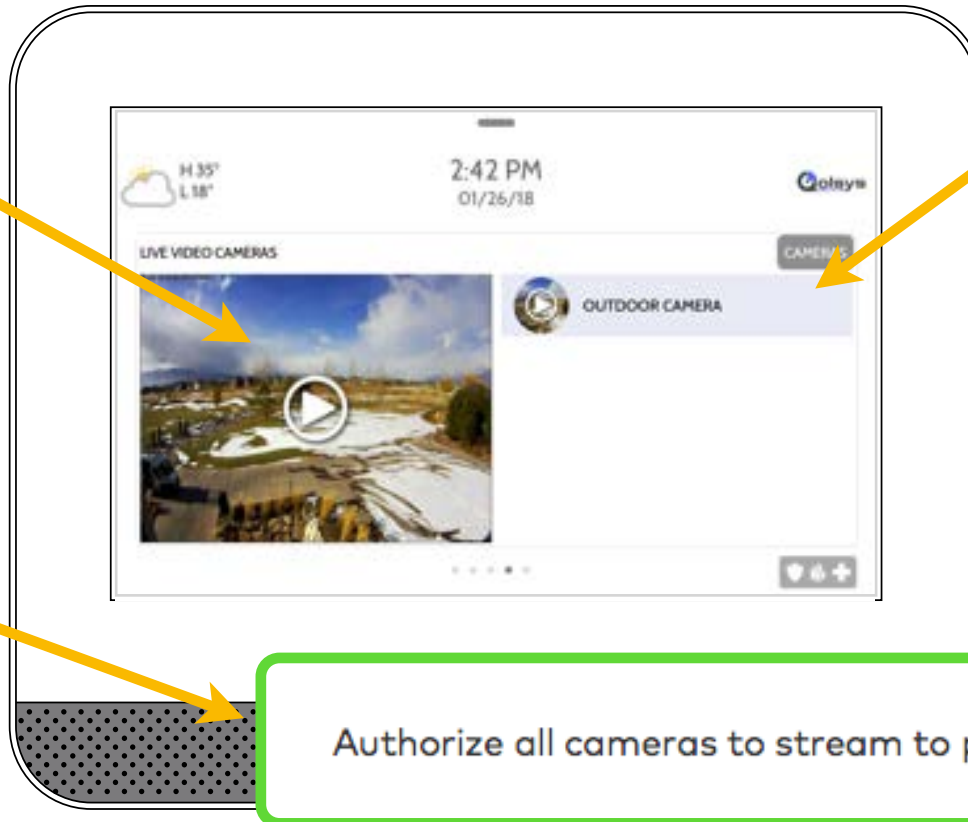 H 35°
L 18°
2:42 PM
01/26/18
Qolsys
LIVE VIDEO CAMERAS
CAMERAS
OUTDOOR CAMERA
Authorize all cameras to stream to p